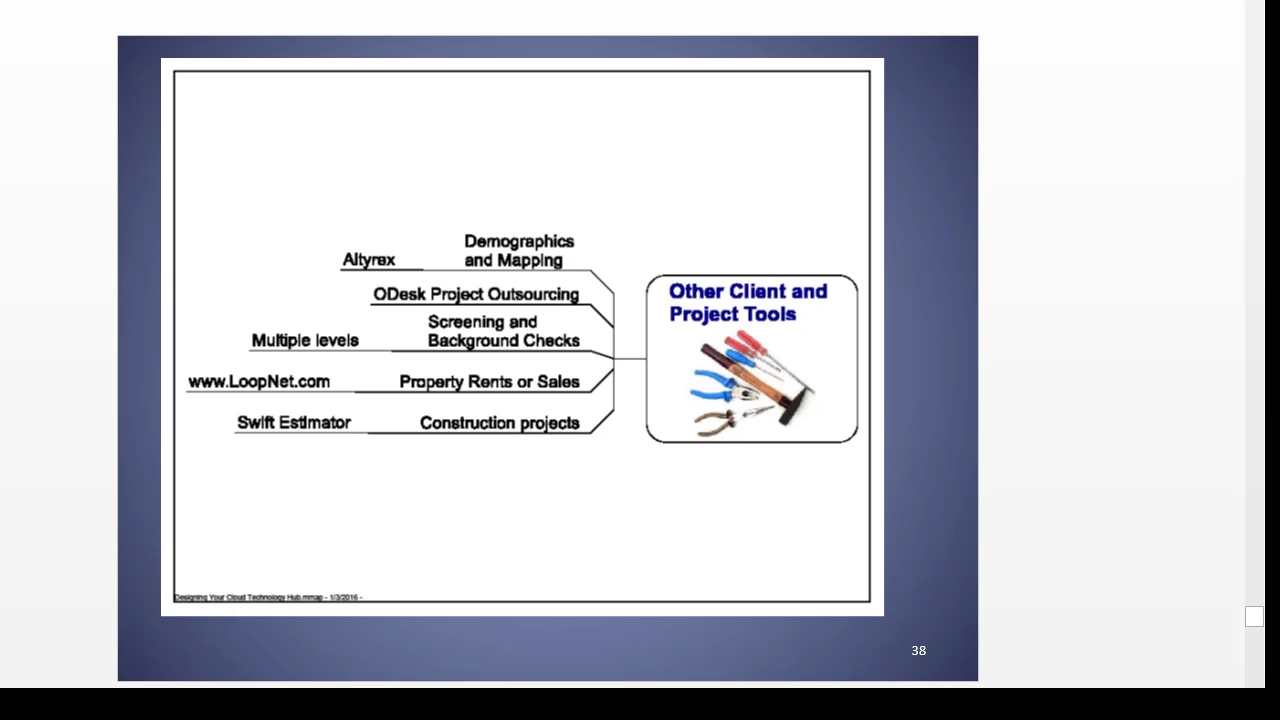 Demographics
Altyrex and Mapping
ODesk Project Outsourcing
Screening and
Multiple levels Background Checks
www.LoopNet.com Property Rents or Sales
Swift Estimator Construction projects
Other Client and
Project Tools
Designing Your Cloud Technology Hub.mmap - 1/3/2016 -
38